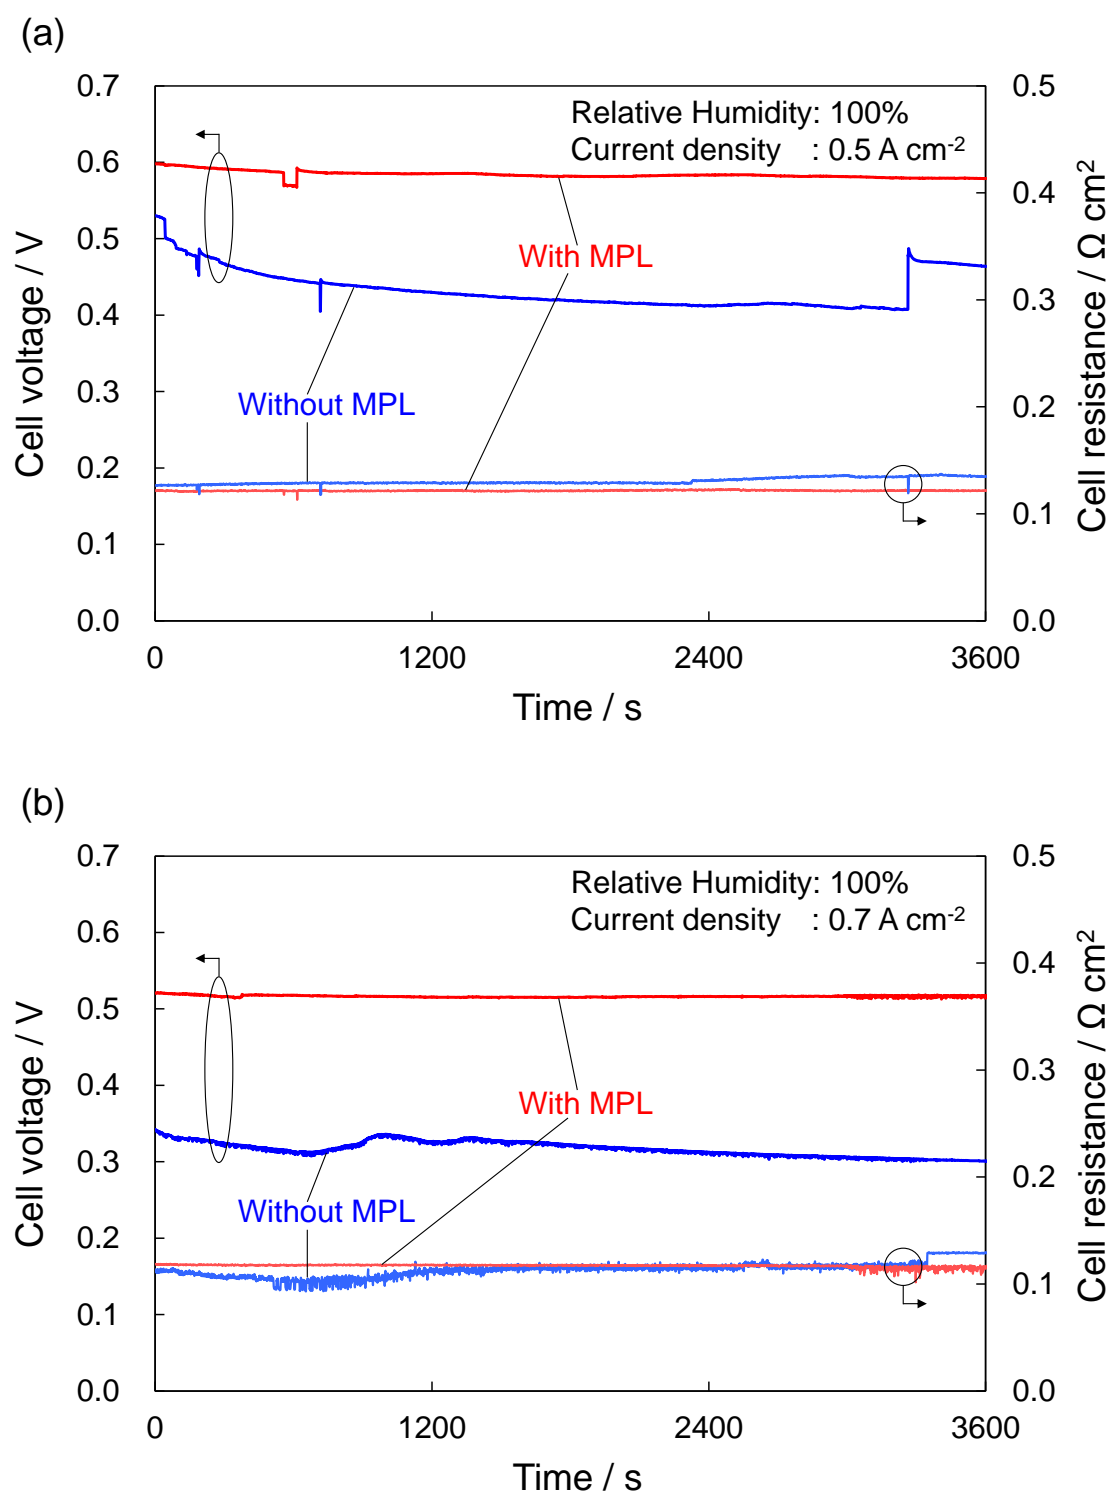 (a)
0.7
0.6
0.5
0.4
0.3
0.2
0.1
0.0
Cell voltage / V
0.5
0.4
0.3
0.2
0.1
0.0
Cell resistance / Ω cm²
Relative Humidity: 100%
Current density : 0.5 A cm⁻²
With MPL
Without MPL
0 1200 2400 3600
Time / s
(b)
0.7
0.6
0.5
0.4
0.3
0.2
0.1
0.0
Cell voltage / V
0.5
0.4
0.3
0.2
0.1
0.0
Cell resistance / Ω cm²
Relative Humidity: 100%
Current density : 0.7 A cm⁻²
With MPL
Without MPL
0 1200 2400 3600
Time / s